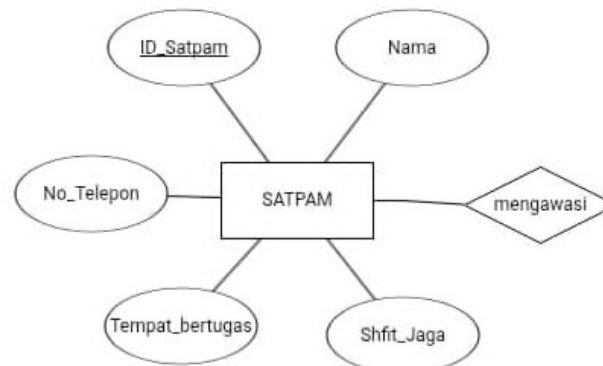 ID_Satpam
Nama
No_Telepon
SATPAM
mengawasi
Tempat_bertugas
Shfit_Jaga